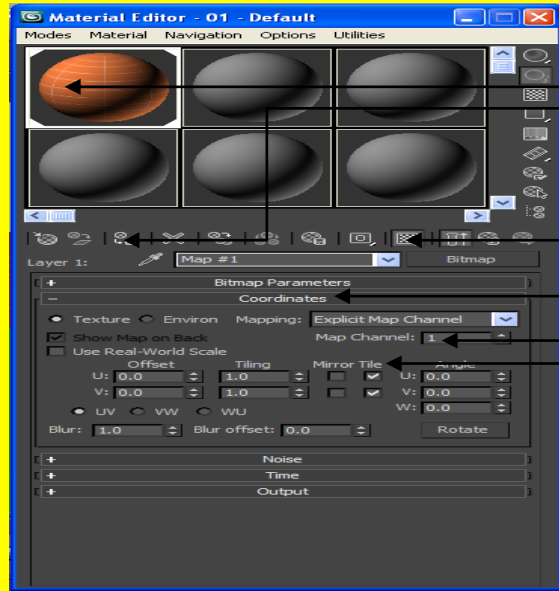 Material Editor - 01 - Default
Modes Material Navigation Options Utilities
Layer 1: Map #1 Bitmap
+ Bitmap Parameters
- Coordinates
Texture Environ Mapping: Explicit Map Channel
Show Map on Back Map Channel: 1
Use Real-World Scale
Offset Tiling Mirror Tile Angle
U: 0.0 1.0 U: 0.0
V: 0.0 1.0 V: 0.0
UV VW WU W: 0.0
Blur: 1.0 Blur offset: 0.0 Rotate
+ Noise
+ Time
+ Output